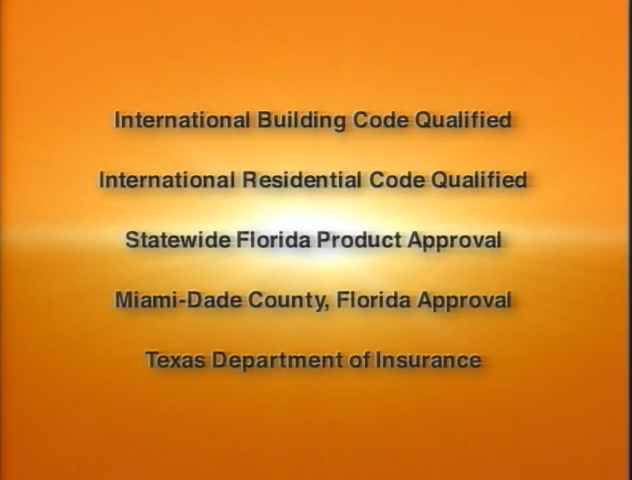 International Building Code Qualified
International Residential Code Qualified
Statewide Florida Product Approval
Miami-Dade County, Florida Approval
Texas Department of Insurance